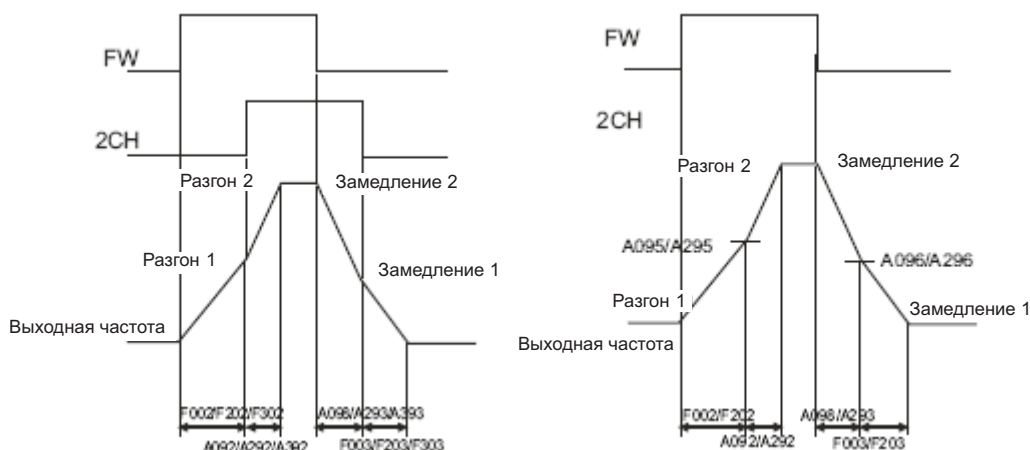 FW
2CH
Разгон 2
Замедление 2
Разгон 1
Замедление 1
Выходная частота
F002/F202/F302
A093/A293/A393
A092/A292/A392
F003/F203/F303
FW
2CH
Разгон 2
Замедление 2
A095/A295
A096/A296
Разгон 1
Замедление 1
Выходная частота
F002/F202
A093/A293
A092/A292
F003/F203